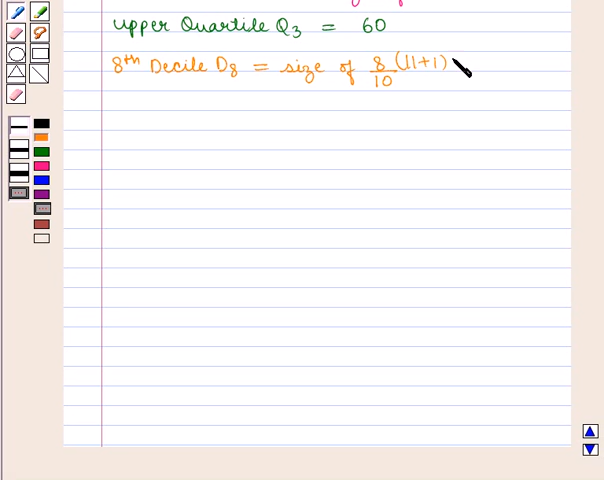 upper Quartile Q3 = 60
8th Decile D8 = size of 8/10 (11+1)